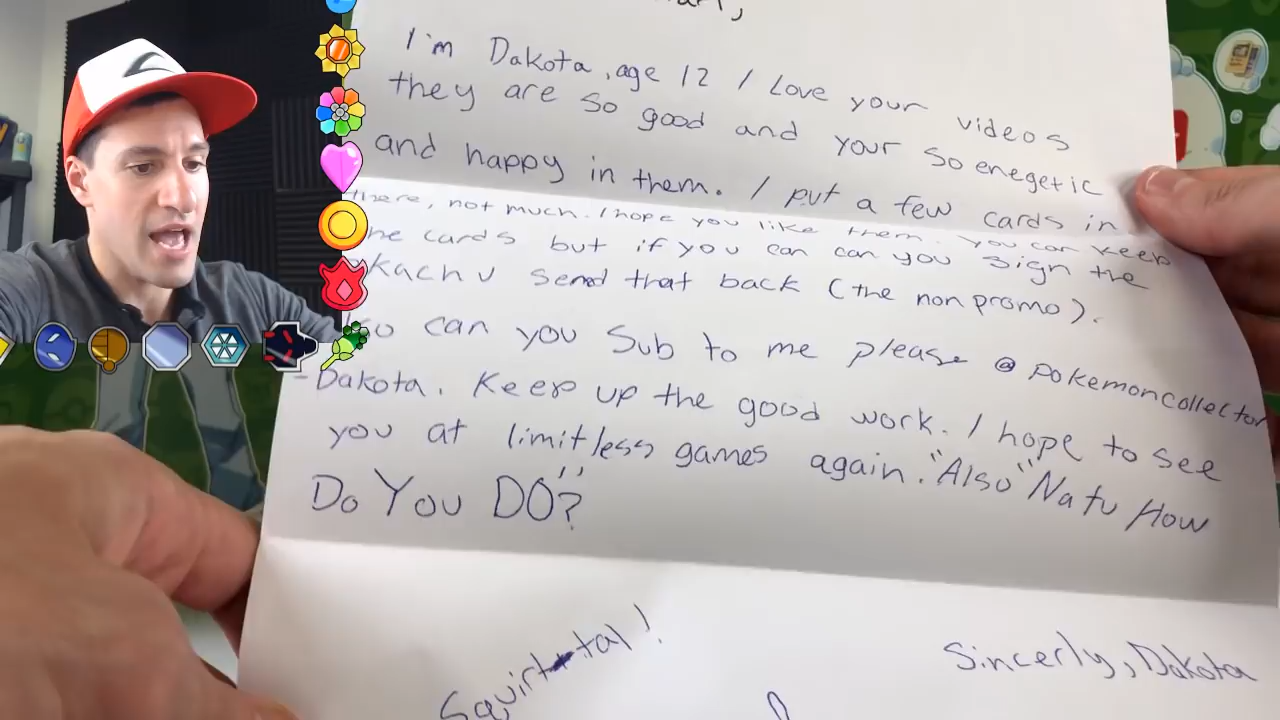 I'm Dakota, age 12 I Love your videos
they are so good and your so enegetic
and happy in them. I put a few cards in
there, not much. I hope you like them. you can keep
he cards but if you can can you sign the
kachu send that back (the non promo).
so can you Sub to me please @pokemoncollector
-Dakota. Keep up the good work. I hope to see
you at limitless games again. "Also" Natu How
Do You DO"?
Squirtotal!
Sincerly, Dakota